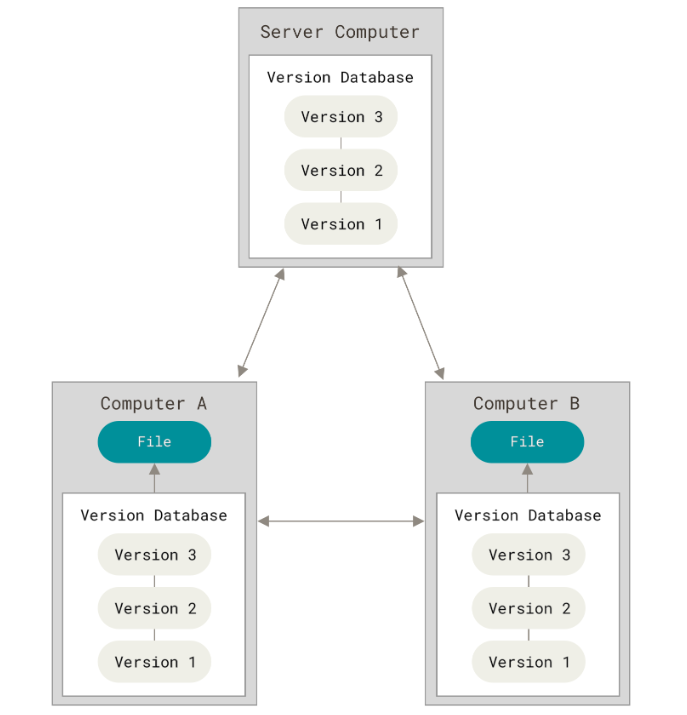 Server Computer
Version Database
Version 3
Version 2
Version 1
Computer A
File
Version Database
Version 3
Version 2
Version 1
Computer B
File
Version Database
Version 3
Version 2
Version 1